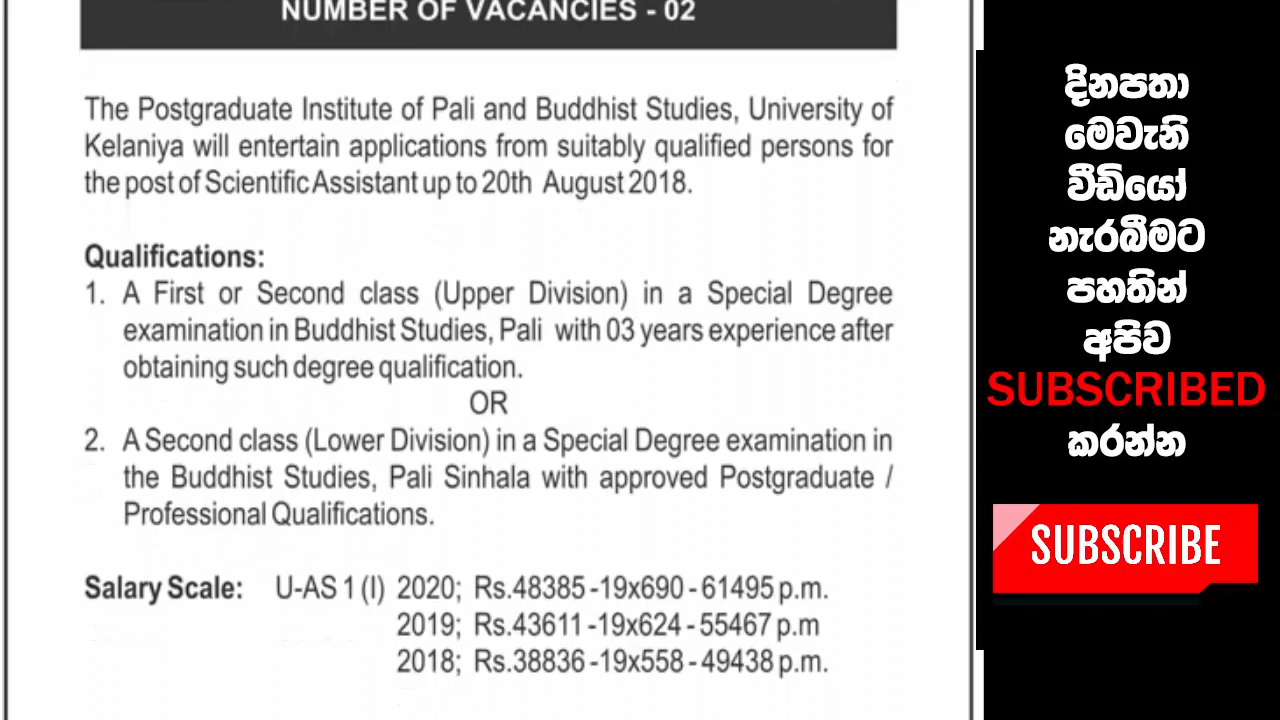 NUMBER OF VACANCIES - 02
The Postgraduate Institute of Pali and Buddhist Studies, University of
Kelaniya will entertain applications from suitably qualified persons for
the post of Scientific Assistant up to 20th August 2018.
Qualifications:
1. A First or Second class (Upper Division) in a Special Degree
examination in Buddhist Studies, Pali with 03 years experience after
obtaining such degree qualification.
OR
2. A Second class (Lower Division) in a Special Degree examination in
the Buddhist Studies, Pali Sinhala with approved Postgraduate /
Professional Qualifications.
Salary Scale: U-AS 1 (I) 2020; Rs.48385 -19x690 - 61495 p.m.
2019; Rs.43611 -19x624 - 55467 p.m
2018; Rs.38836 -19x558 - 49438 p.m.
දිනපතා
මෙවැනි
වීඩියෝ
නැරබීමට
පහතින්
අපිව
SUBSCRIBED
කරන්න
SUBSCRIBE